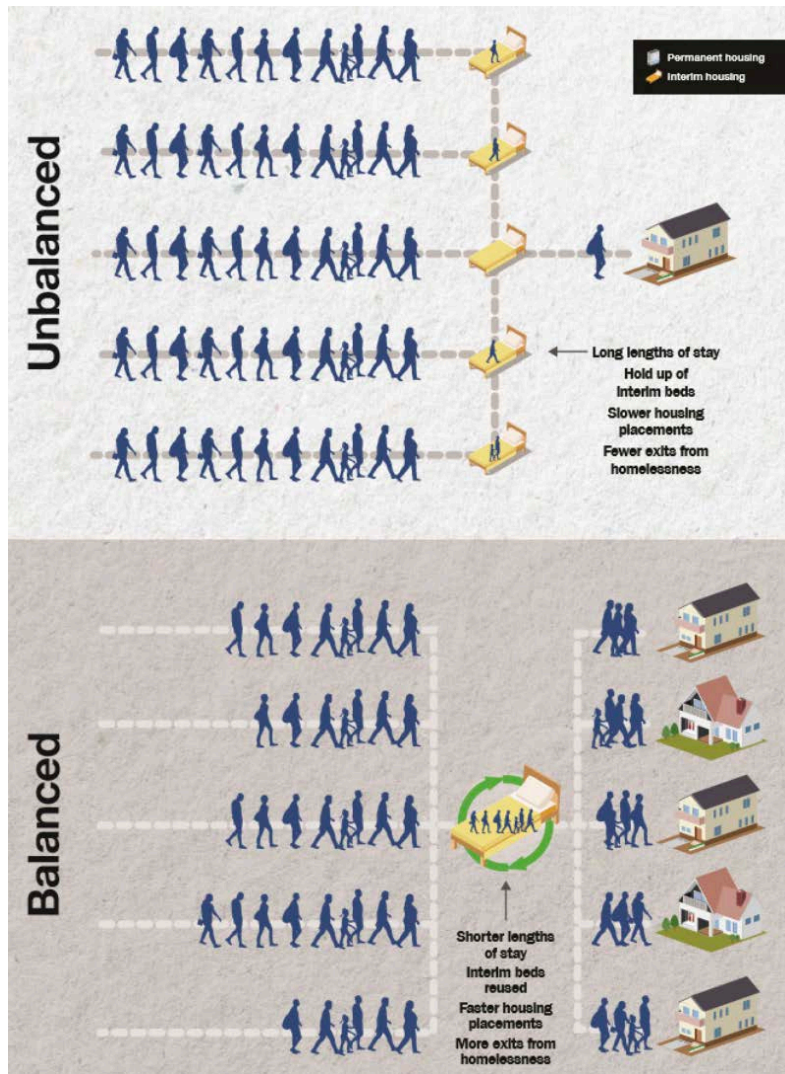 Unbalanced
Permanent housing
Interim housing
Long lengths of stay
Hold up of
interim beds
Slower housing
placements
Fewer exits from
homelessness
Balanced
Shorter lengths
of stay
Interim beds
reused
Faster housing
placements
More exits from
homelessness